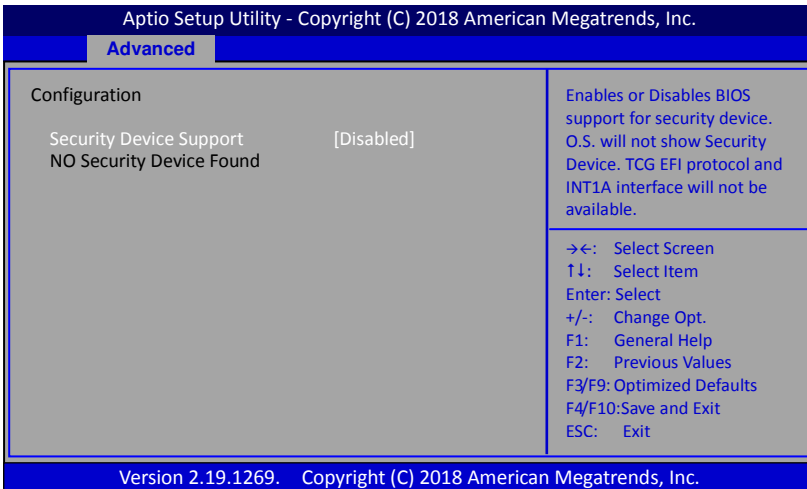 Aptio Setup Utility - Copyright (C) 2018 American Megatrends, Inc.
Advanced
Configuration
Security Device Support [Disabled]
NO Security Device Found
Enables or Disables BIOS
support for security device.
O.S. will not show Security
Device. TCG EFI protocol and
INT1A interface will not be
available.
→←: Select Screen
↑↓: Select Item
Enter: Select
+/-: Change Opt.
F1: General Help
F2: Previous Values
F3/F9: Optimized Defaults
F4/F10:Save and Exit
ESC: Exit
Version 2.19.1269. Copyright (C) 2018 American Megatrends, Inc.